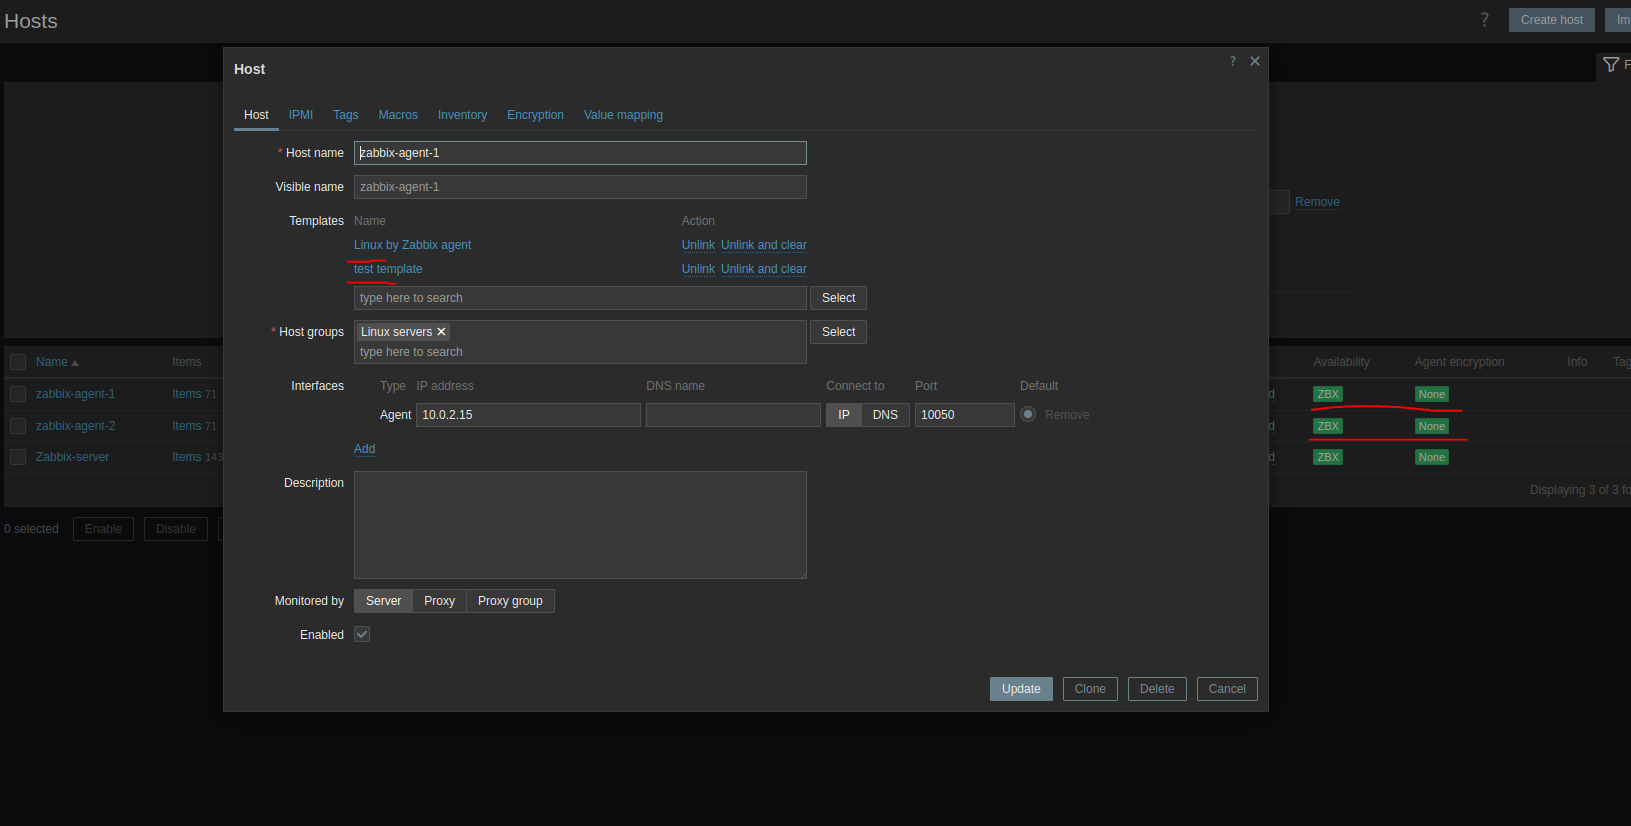 Hosts
? Create host
Host ? ✕
Host IPMI Tags Macros Inventory Encryption Value mapping
* Host name zabbix-agent-1
Visible name zabbix-agent-1
Remove
Templates Name Action
Linux by Zabbix agent Unlink Unlink and clear
test template Unlink Unlink and clear
type here to search Select
* Host groups Linux servers ✕ Select
type here to search
Name Items Availability Agent encryption Info
Interfaces Type IP address DNS name Connect to Port Default
zabbix-agent-1 Items 71 ZBX None
Agent 10.0.2.15 IP DNS 10050 Remove
zabbix-agent-2 Items 71 ZBX None
Add
Zabbix-server Items 143 ZBX None
Description
Displaying 3 of 3
0 selected Enable Disable
Monitored by Server Proxy Proxy group
Enabled
Update Clone Delete Cancel